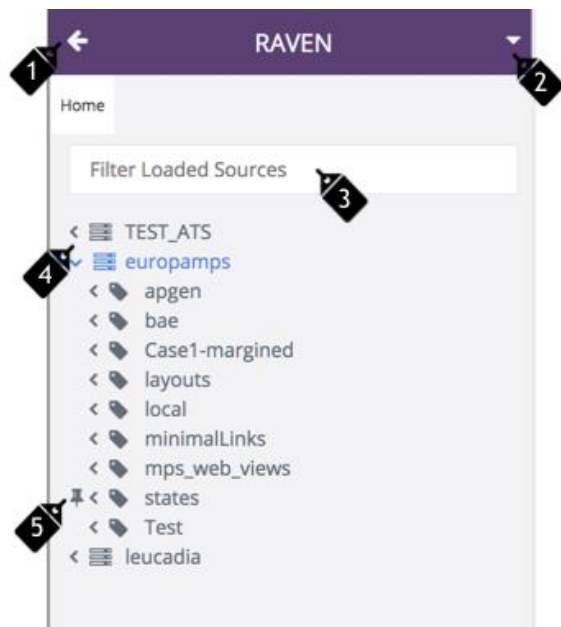 RAVEN
1
2
Home
Filter Loaded Sources
3
TEST_ATS
4
europamps
apgen
bae
Case1-margined
layouts
local
minimalLinks
mps_web_views
states
5
Test
leucadia